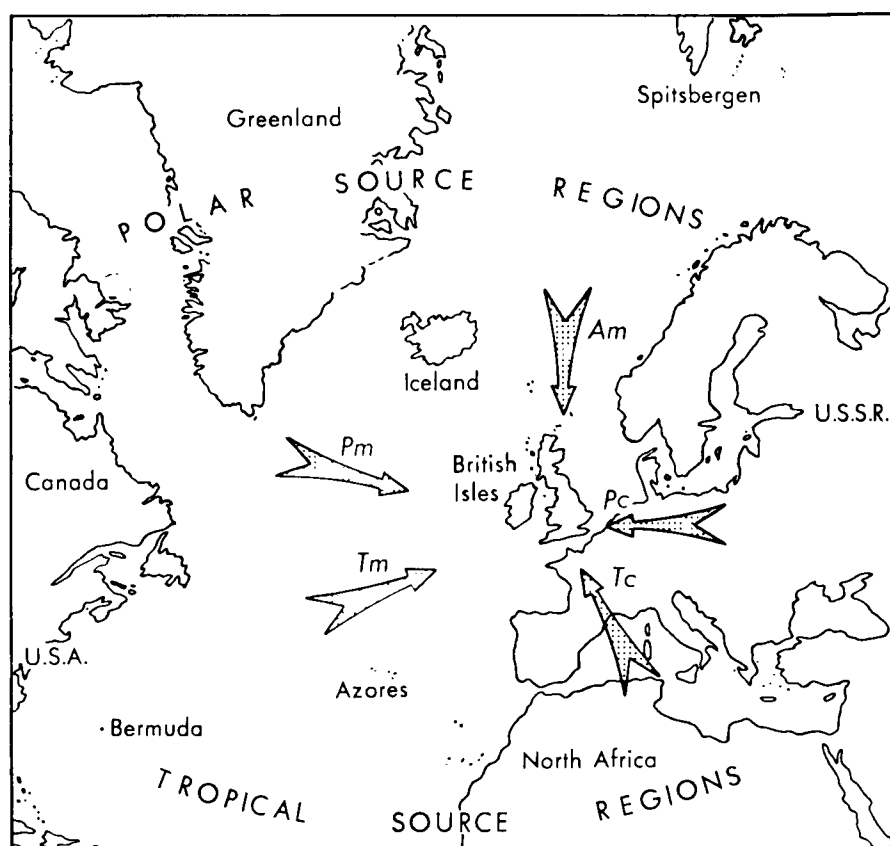 Spitsbergen
Greenland
POLAR SOURCE REGIONS
Am
Iceland
U.S.S.R.
Pm
British
Isles
Canada
Pc
Tm
Tc
U.S.A.
Azores
Bermuda
North Africa
TROPICAL SOURCE REGIONS